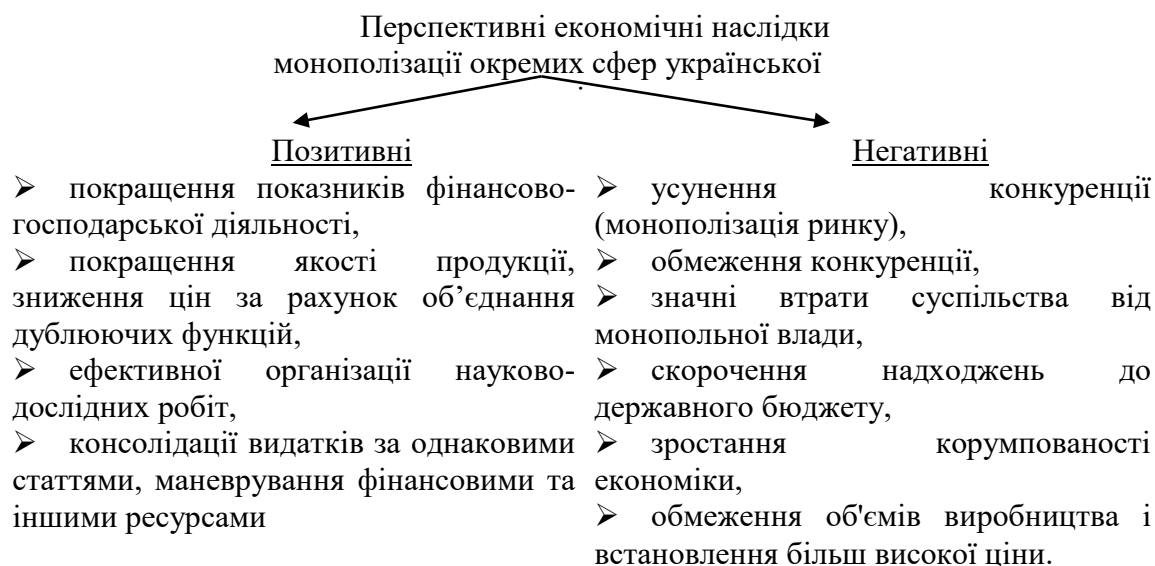 Перспективні економічні наслідки
монополізації окремих сфер української
.
Позитивні
➢ покращення показників фінансово-
господарської діяльності,
➢ покращення якості продукції,
зниження цін за рахунок об’єднання
дублюючих функцій,
➢ ефективної організації науково-
дослідних робіт,
➢ консолідації видатків за однаковими
статтями, маневрування фінансовими та
іншими ресурсами
Негативні
➢ усунення конкуренції
(монополізація ринку),
➢ обмеження конкуренції,
➢ значні втрати суспільства від
монопольної влади,
➢ скорочення надходжень до
державного бюджету,
➢ зростання корумпованості
економіки,
➢ обмеження об'ємів виробництва і
встановлення більш високої ціни.